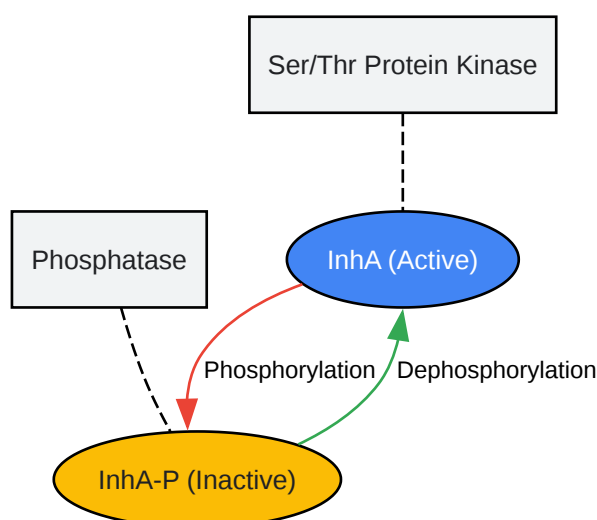 Ser/Thr Protein Kinase
Phosphatase
InhA (Active)
Phosphorylation
Dephosphorylation
InhA-P (Inactive)